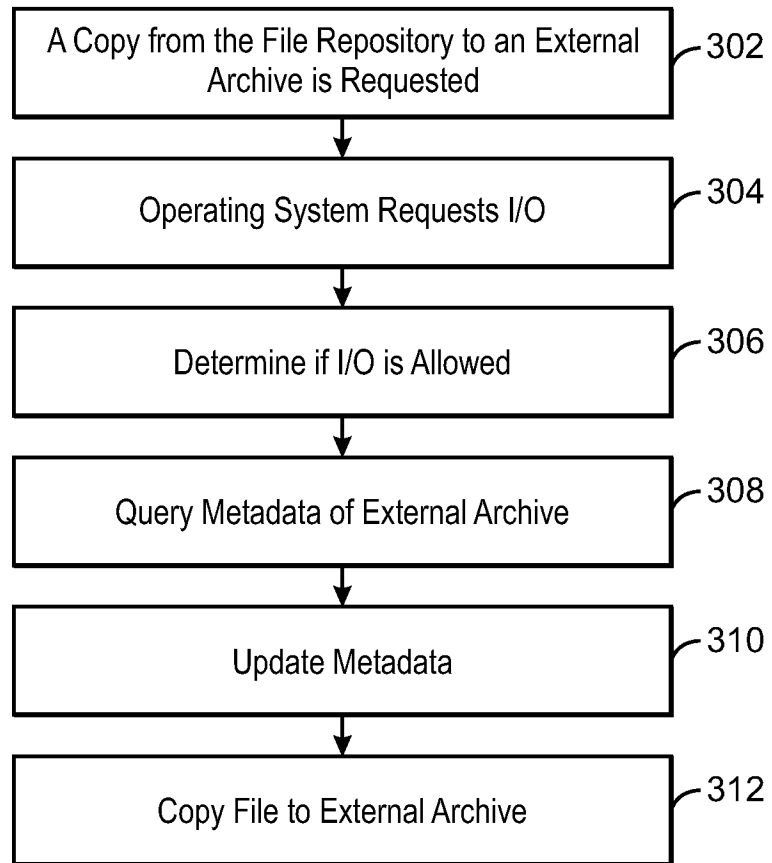 A Copy from the File Repository to an External
Archive is Requested
302
Operating System Requests I/O
304
Determine if I/O is Allowed
306
Query Metadata of External Archive
308
Update Metadata
310
Copy File to External Archive
312